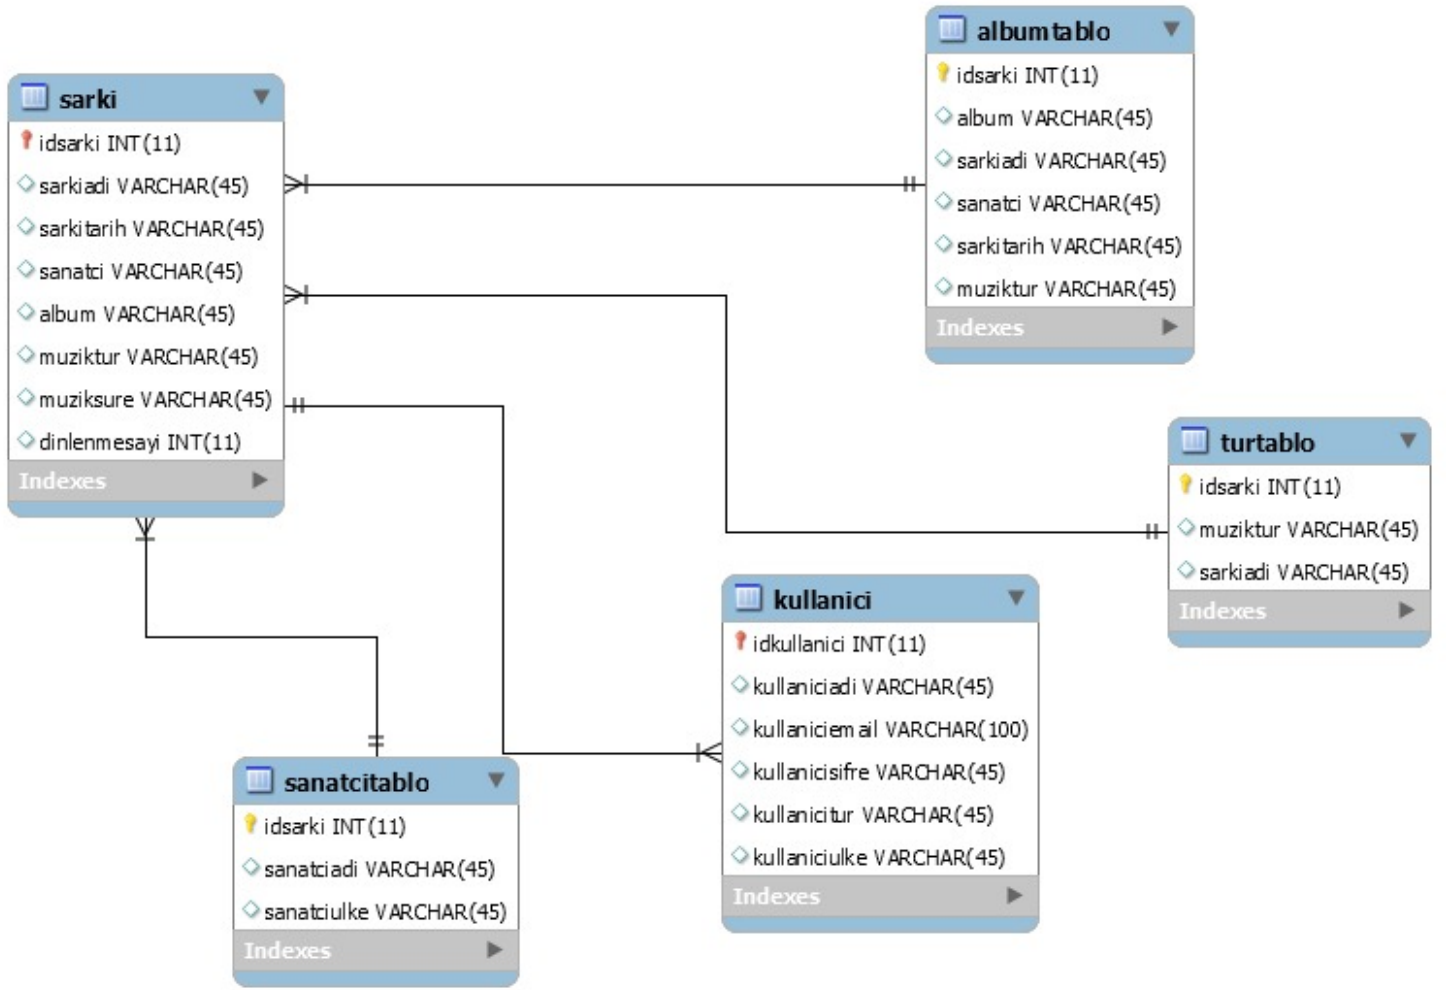 sarki
idsarki INT(11)
sarkiadi VARCHAR(45)
sarkitarih VARCHAR(45)
sanatci VARCHAR(45)
album VARCHAR(45)
muziktur VARCHAR(45)
muziksure VARCHAR(45)
dinlenmesayi INT(11)
Indexes
albumtablo
idsarki INT(11)
album VARCHAR(45)
sarkiadi VARCHAR(45)
sanatci VARCHAR(45)
sarkitarih VARCHAR(45)
muziktur VARCHAR(45)
Indexes
turtablo
idsarki INT(11)
muziktur VARCHAR(45)
sarkiadi VARCHAR(45)
Indexes
kullanici
idkullanici INT(11)
kullaniciadi VARCHAR(45)
kullaniciemail VARCHAR(100)
kullanicisifre VARCHAR(45)
kullanicitur VARCHAR(45)
kullaniciulke VARCHAR(45)
Indexes
sanatcitablo
idsarki INT(11)
sanatciadi VARCHAR(45)
sanatciulke VARCHAR(45)
Indexes